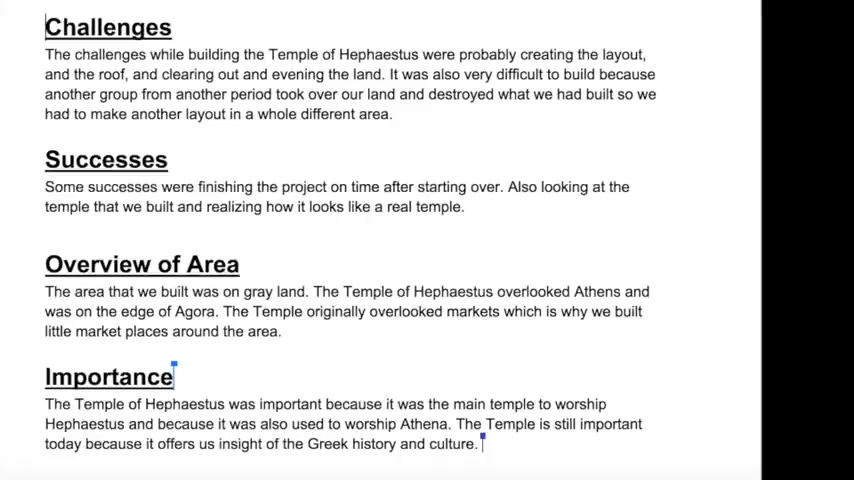 Challenges
The challenges while building the Temple of Hephaestus were probably creating the layout,
and the roof, and clearing out and evening the land. It was also very difficult to build because
another group from another period took over our land and destroyed what we had built so we
had to make another layout in a whole different area.
Successes
Some successes were finishing the project on time after starting over. Also looking at the
temple that we built and realizing how it looks like a real temple.
Overview of Area
The area that we built was on gray land. The Temple of Hephaestus overlooked Athens and
was on the edge of Agora. The Temple originally overlooked markets which is why we built
little market places around the area.
Importance
The Temple of Hephaestus was important because it was the main temple to worship
Hephaestus and because it was also used to worship Athena. The Temple is still important
today because it offers us insight of the Greek history and culture.